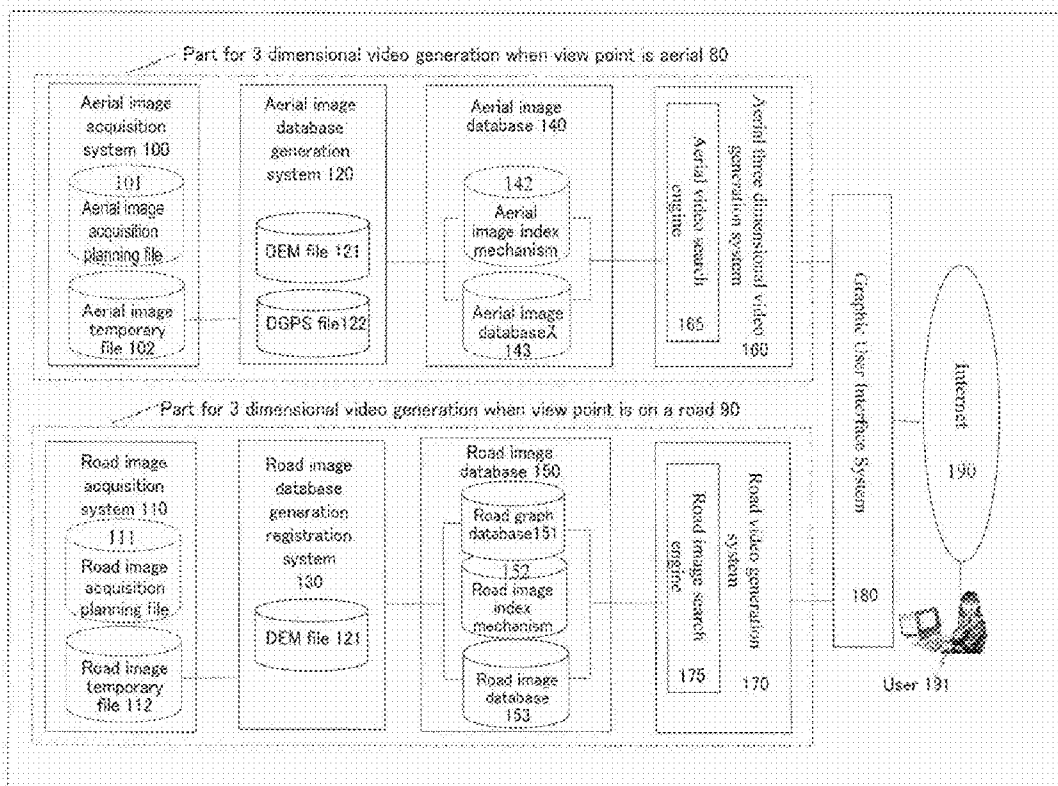 Part for 3 dimensional video generation when view point is aerial 80
Aerial image
acquisition
system 100
101
Aerial image
acquisition
planning file
Aerial image
temporary
file 102
Aerial image
database
generation
system 120
DEM file 121
DGPS file122
Aerial image
database 140
142
Aerial
image index
mechanism
Aerial image
databaseX
143
Aerial video search
engine
165
Aerial three dimensional video
generation system
160
Part for 3 dimensional video generation when view point is on a road 90
Road image
acquisition
system 110
111
Road image
acquisition
planning file
Road image
temporary
file 112
Road image
database
generation
registration
system
130
DEM file 121
Road image
database 150
Road graph
database151
152
Road image
index
mechanism
Road image
database
153
Road image search
engine
175
Road video generation
system
170
Graphic User Interface System
180
Internet
190
User 191